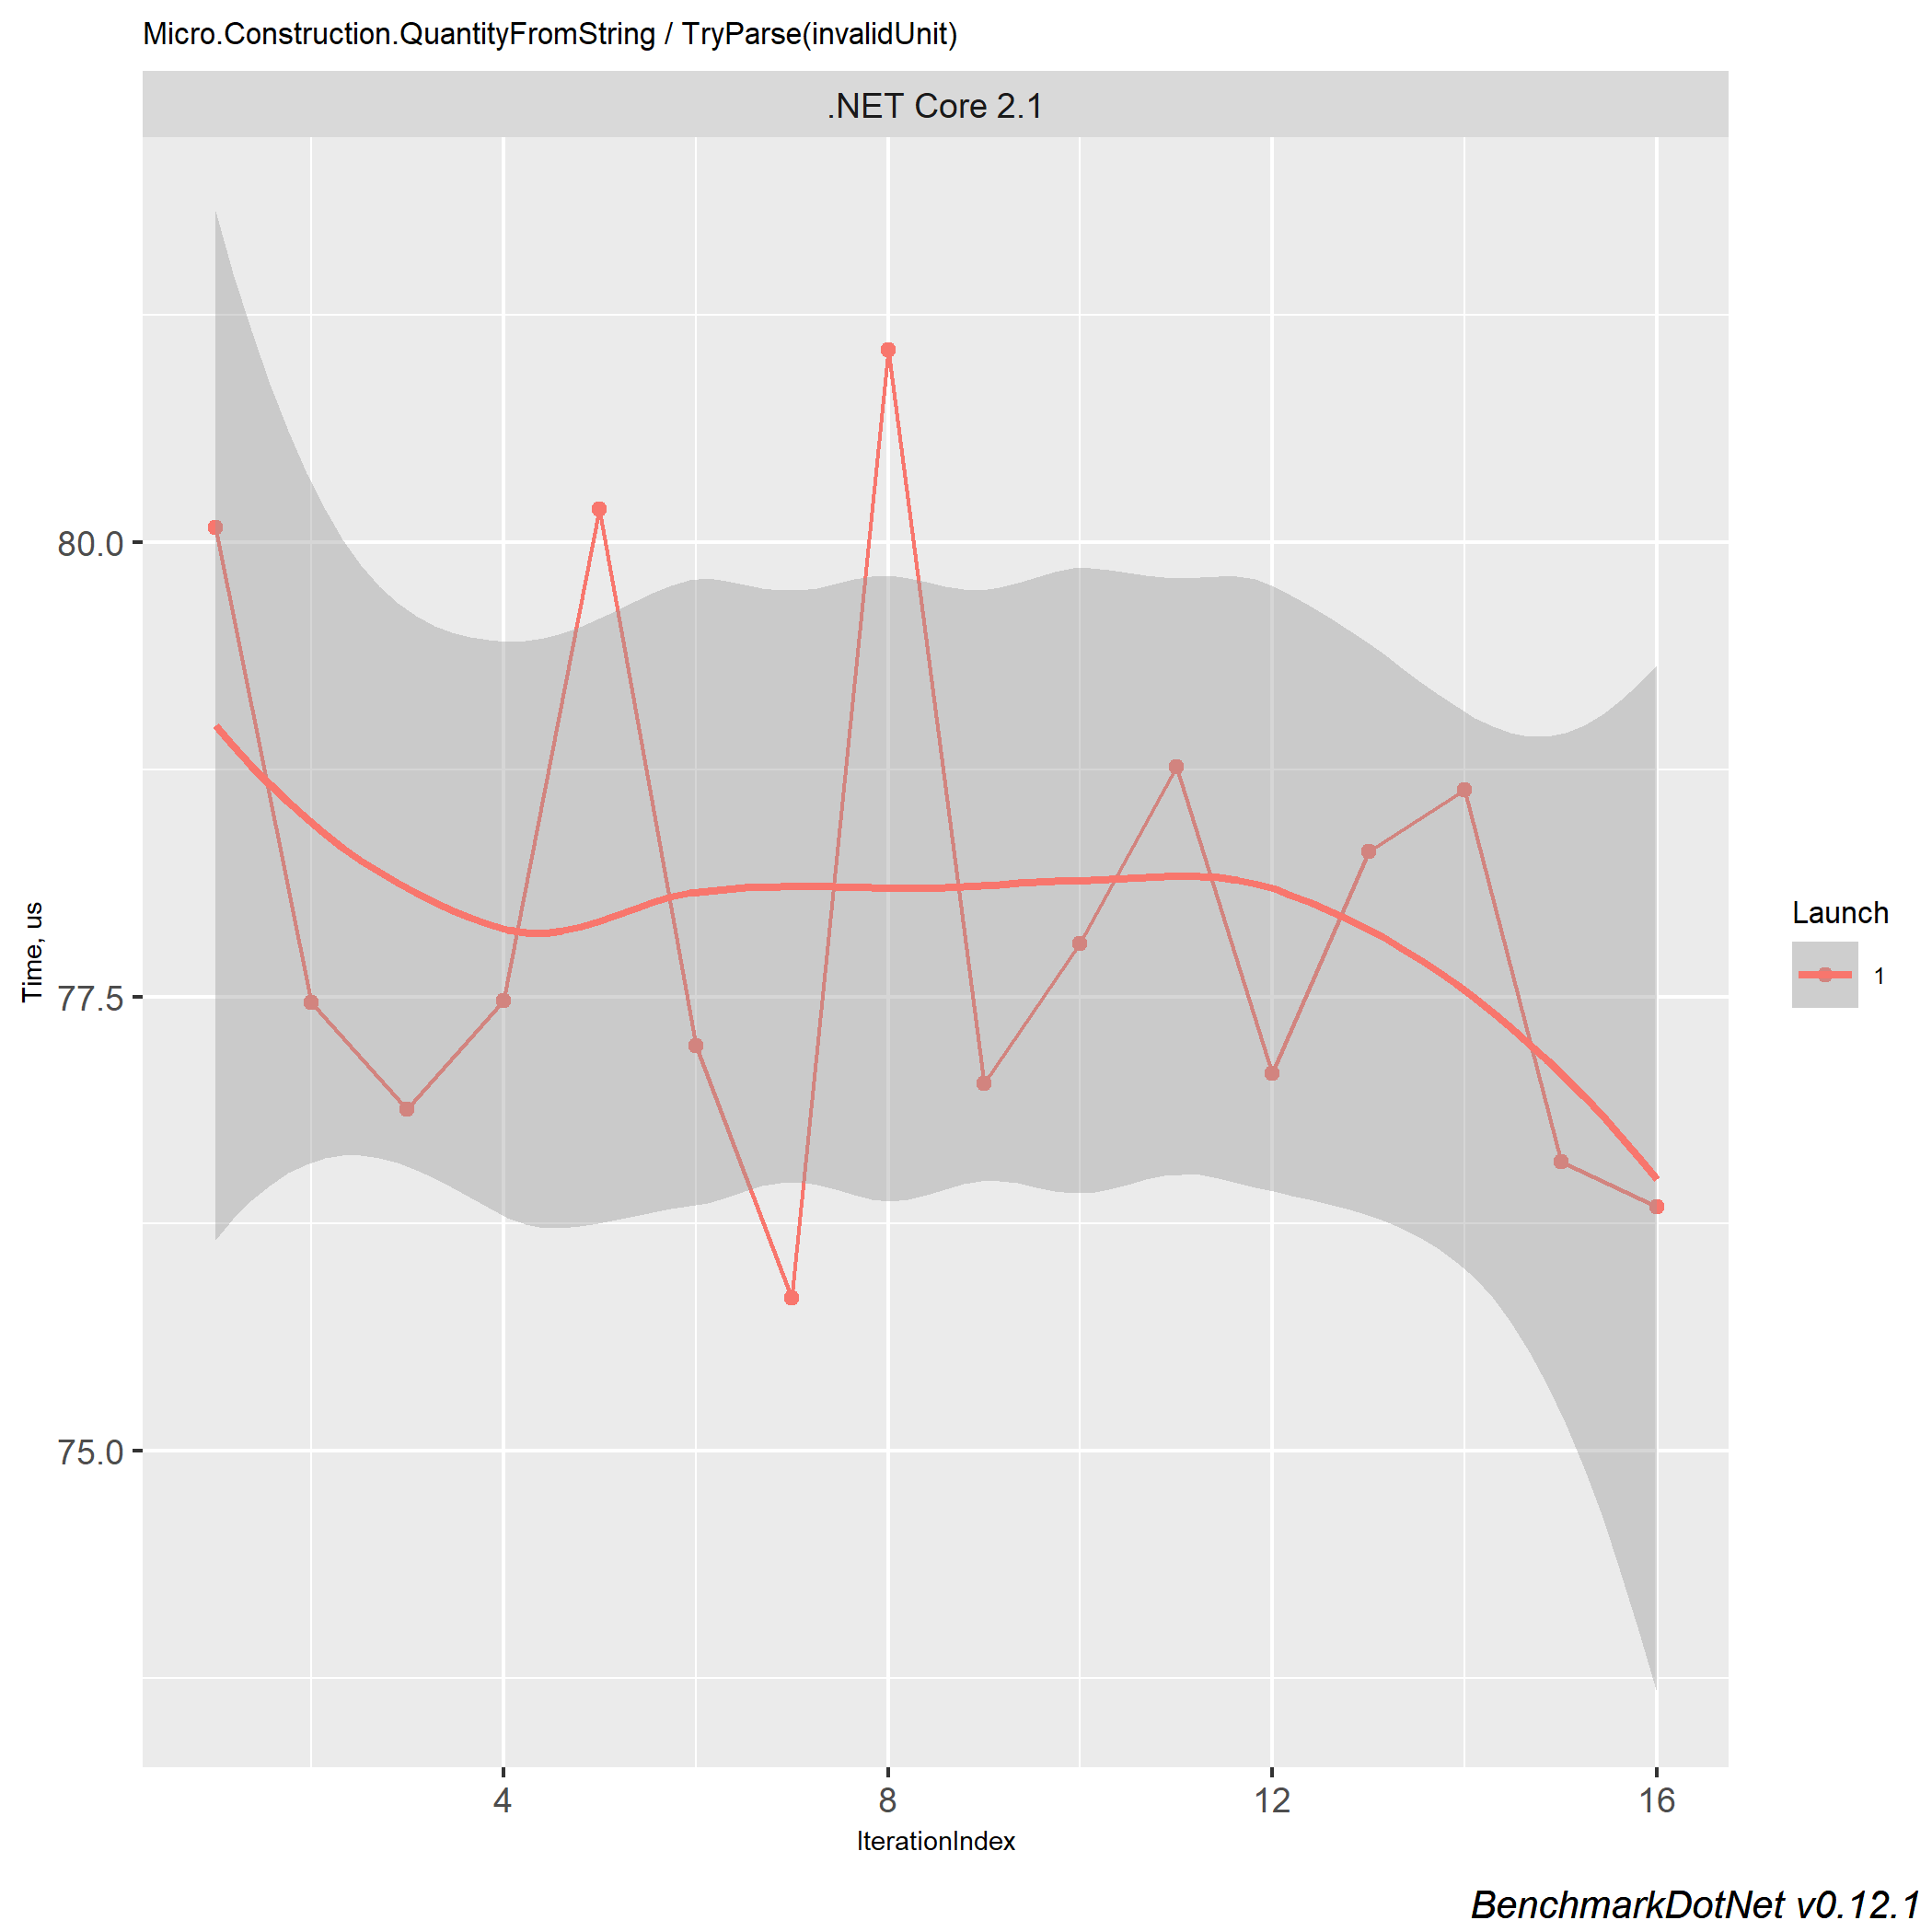 Micro.Construction.QuantityFromString / TryParse(invalidUnit)
.NET Core 2.1
80.0
77.5
75.0
Time, us
4
8
12
16
IterationIndex
Launch
1
BenchmarkDotNet v0.12.1